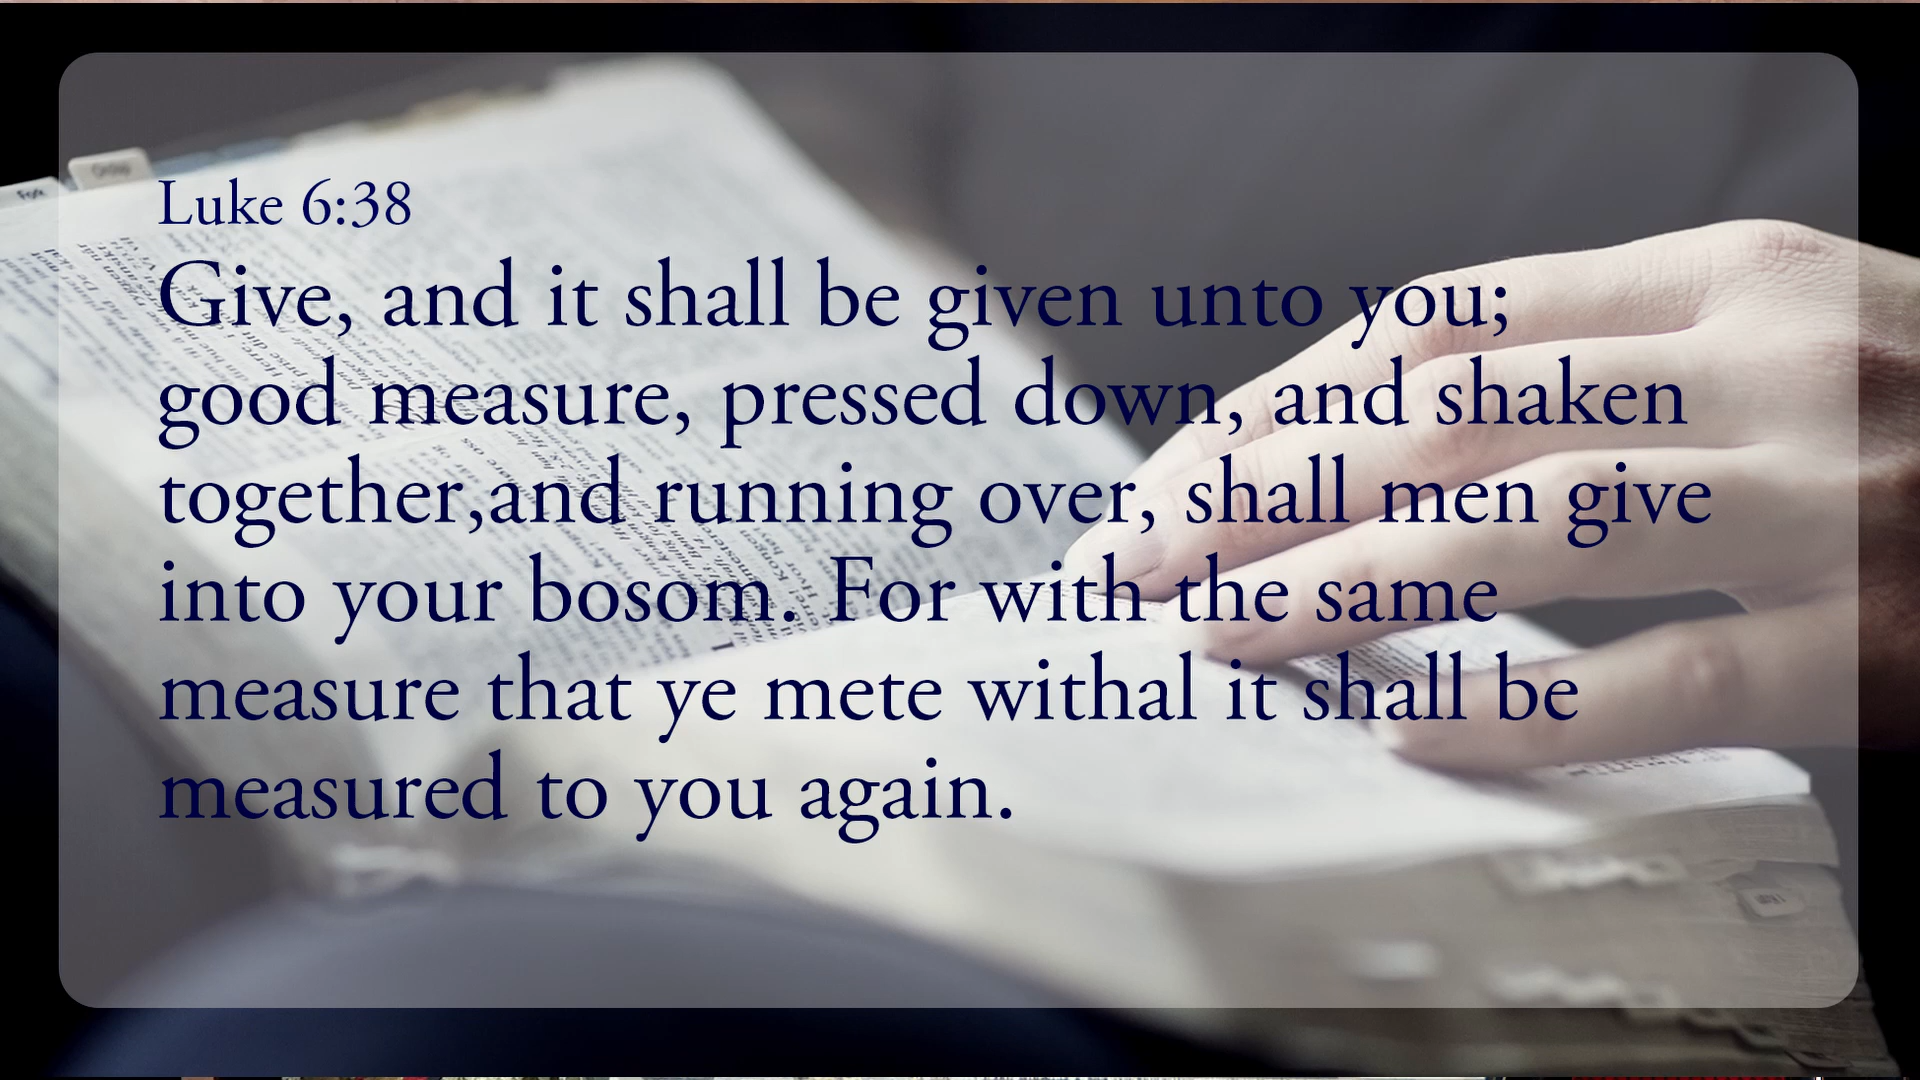 Luke 6:38
Give, and it shall be given unto you;
good measure, pressed down, and shaken
together,and running over, shall men give
into your bosom. For with the same
measure that ye mete withal it shall be
measured to you again.